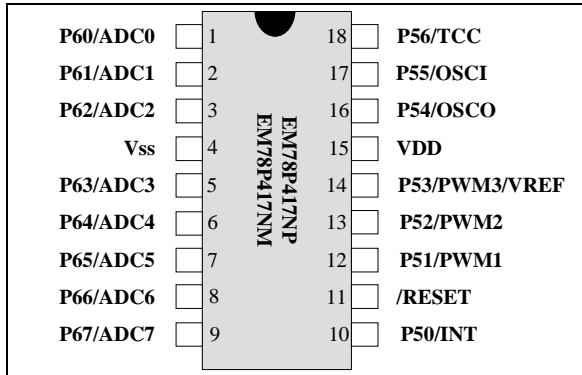 P60/ADC0 1 18 P56/TCC
P61/ADC1 2 17 P55/OSCI
P62/ADC2 3 16 P54/OSCO
Vss 4 15 VDD
P63/ADC3 5 14 P53/PWM3/VREF
P64/ADC4 6 13 P52/PWM2
P65/ADC5 7 12 P51/PWM1
P66/ADC6 8 11 /RESET
P67/ADC7 9 10 P50/INT
EM78P417NP
EM78P417NM